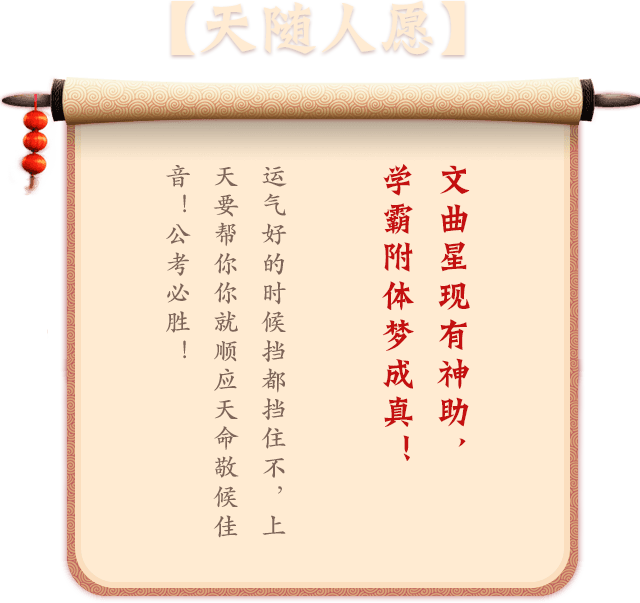 【天随人愿】
文曲星现有神助，
学霸附体梦成真！
运气好的时候挡都挡住不，上
天要帮你你就顺应天命敬候佳
音！公考必胜！